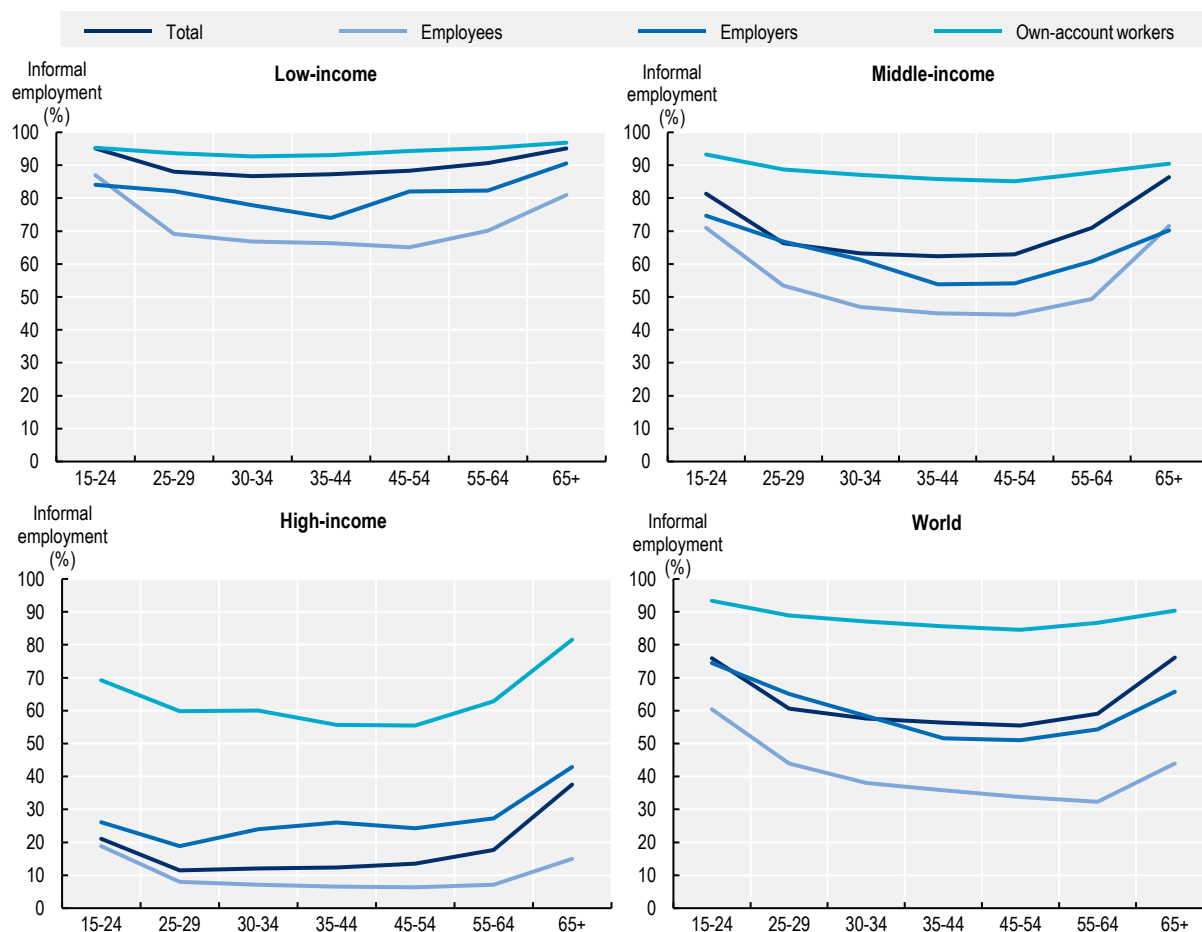 Total Employees Employers Own-account workers
Informal
employment
(%)
Low-income
100
90
80
70
60
50
40
30
20
10
0
15-24 25-29 30-34 35-44 45-54 55-64 65+
Informal
employment
(%)
Middle-income
100
90
80
70
60
50
40
30
20
10
0
15-24 25-29 30-34 35-44 45-54 55-64 65+
Informal
employment
(%)
High-income
100
90
80
70
60
50
40
30
20
10
0
15-24 25-29 30-34 35-44 45-54 55-64 65+
Informal
employment
(%)
World
100
90
80
70
60
50
40
30
20
10
0
15-24 25-29 30-34 35-44 45-54 55-64 65+